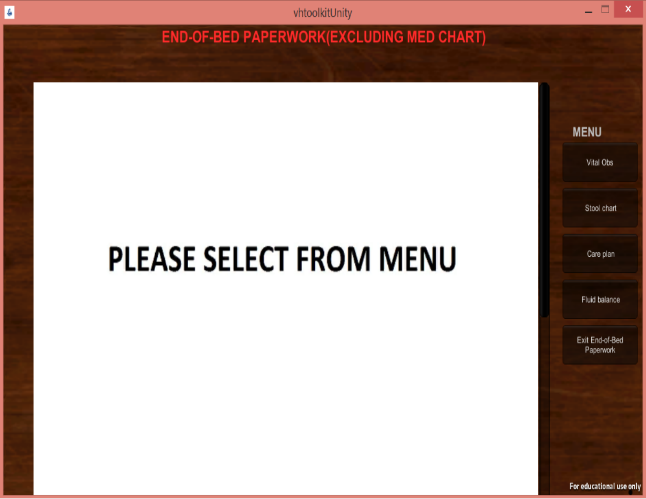 vhtoolkitUnity
END-OF-BED PAPERWORK(EXCLUDING MED CHART)
PLEASE SELECT FROM MENU
MENU
Vital Obs
Stool chart
Care plan
Fluid balance
Exit End-of-Bed
Paperwork
For educational use only